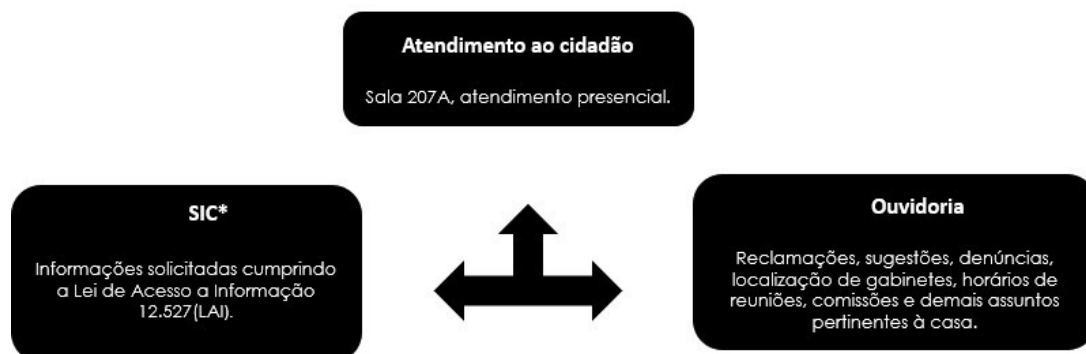 Atendimento ao cidadão
Sala 207A, atendimento presencial.
SIC*
Informações solicitadas cumprindo
a Lei de Acesso a Informação
12.527(LAI).
Ouvidoria
Reclamações, sugestões, denúncias,
localização de gabinetes, horários de
reuniões, comissões e demais assuntos
pertinentes à casa.